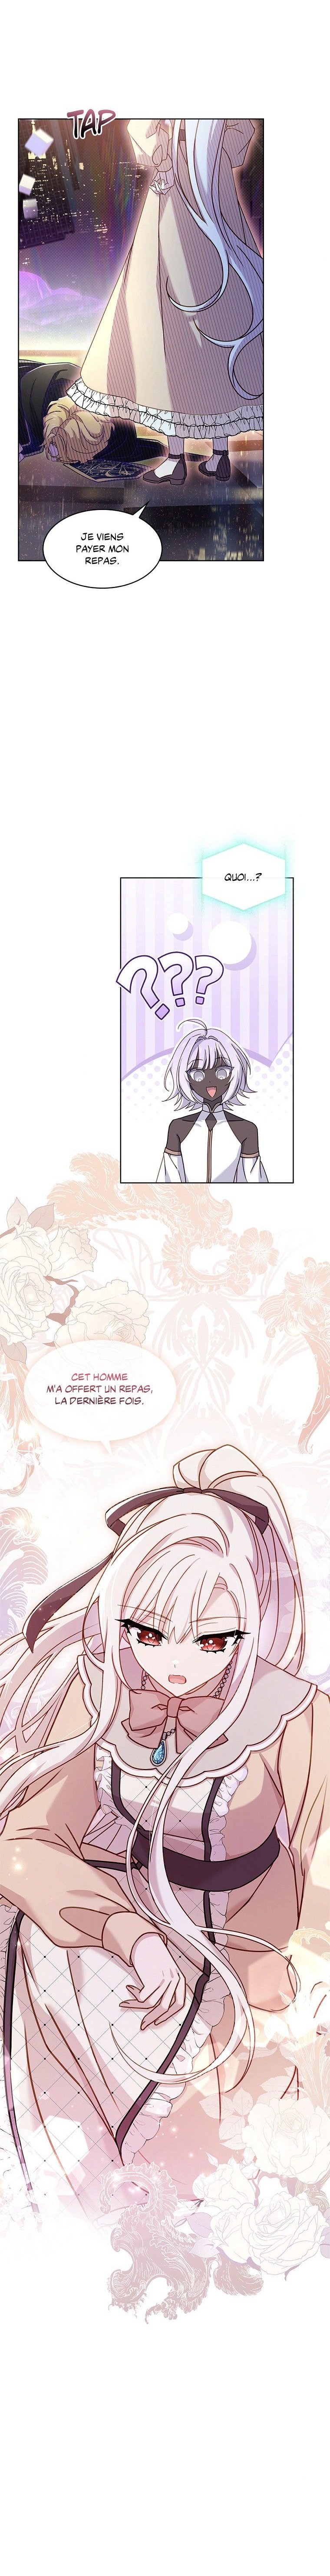 TAP
JE VIENS
PAYER MON
REPAS.
QUOI...?
???
CET HOMME
M'A OFFERT UN REPAS,
LA DERNIÈRE FOIS.